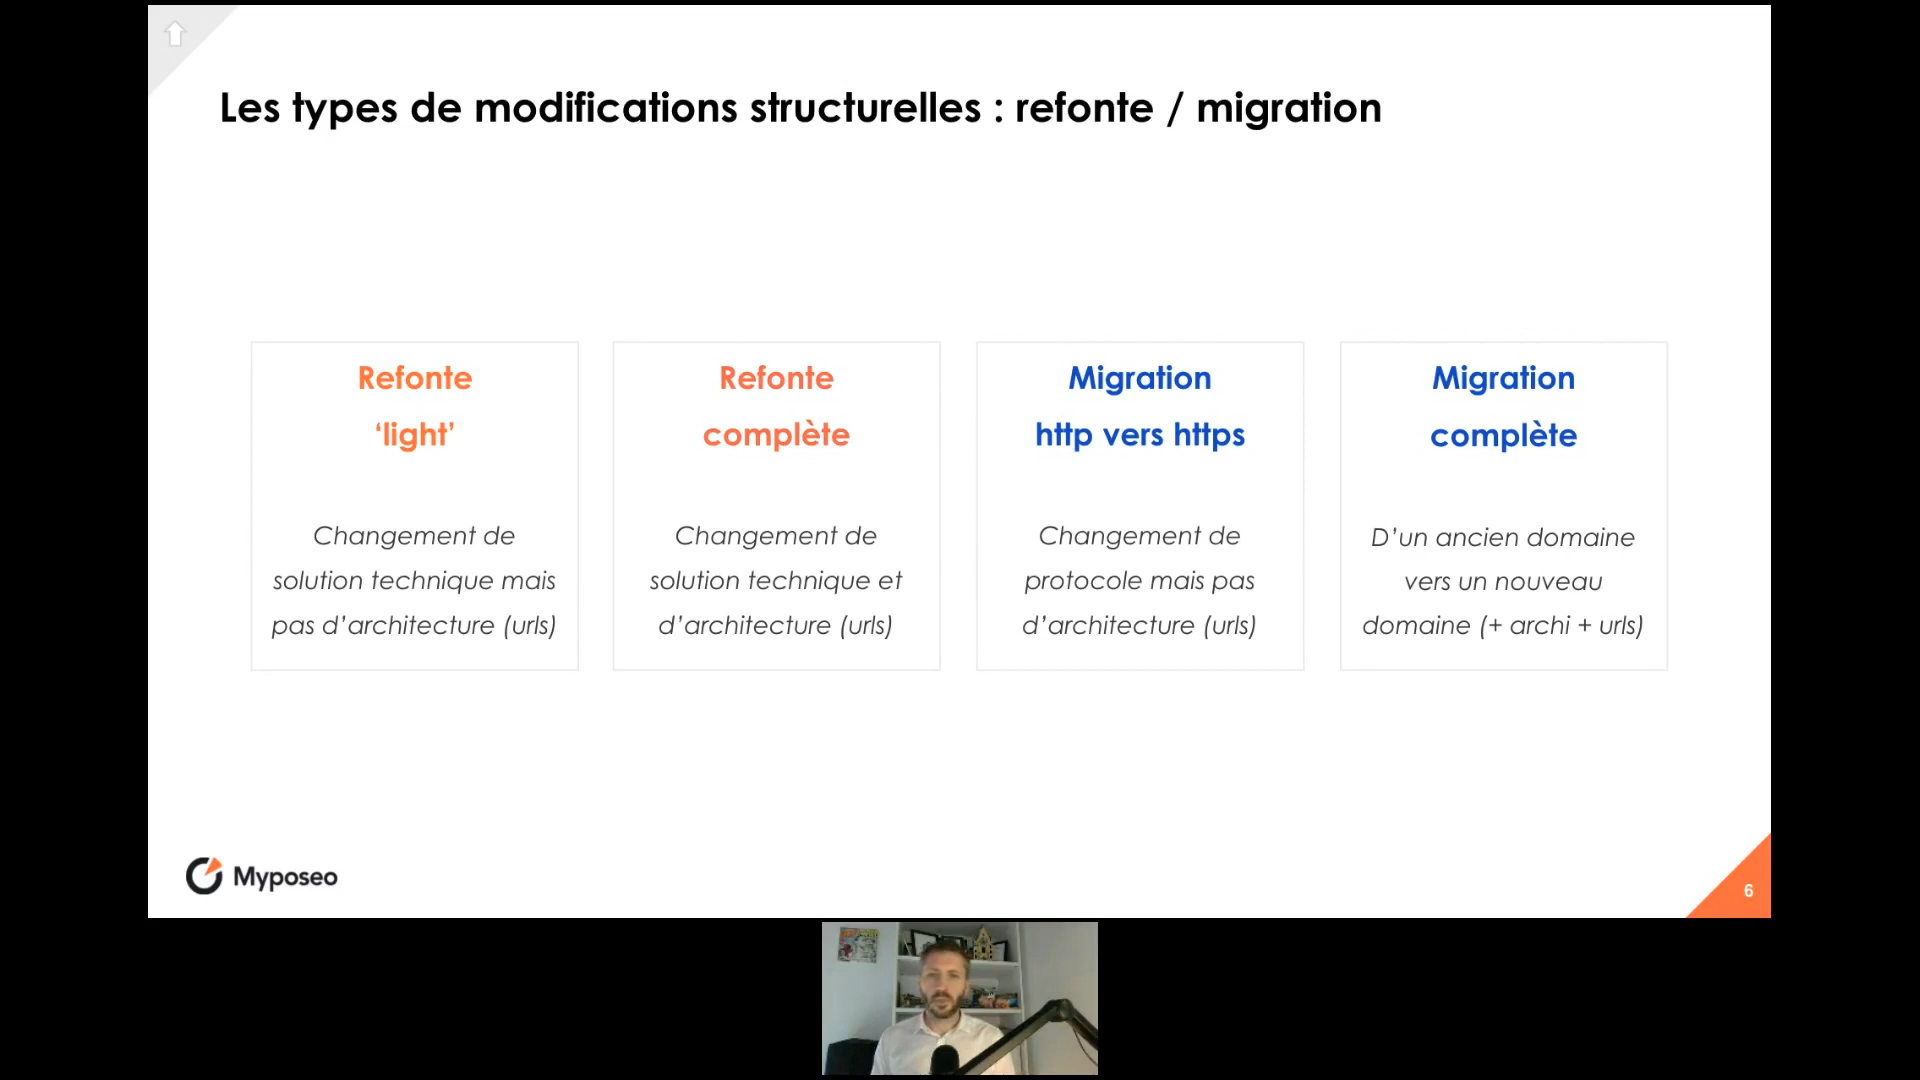 Les types de modifications structurelles : refonte / migration
Refonte
‘light’
Changement de
solution technique mais
pas d’architecture (urls)
Refonte
complète
Changement de
solution technique et
d’architecture (urls)
Migration
http vers https
Changement de
protocole mais pas
d’architecture (urls)
Migration
complète
D’un ancien domaine
vers un nouveau
domaine (+ archi + urls)
Myposeo
6